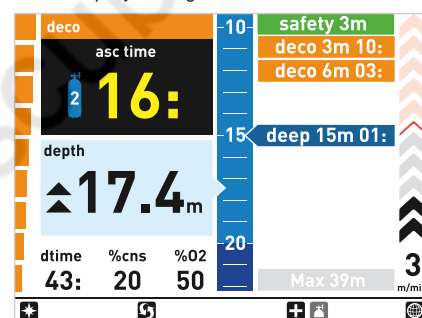 deco
asc time
2 16:
depth
17.4m
dtime %cns %O2
43: 20 50
10
15
20
safety 3m
deco 3m 10:
deco 6m 03:
deep 15m 01:
Max 39m
3
m/mi